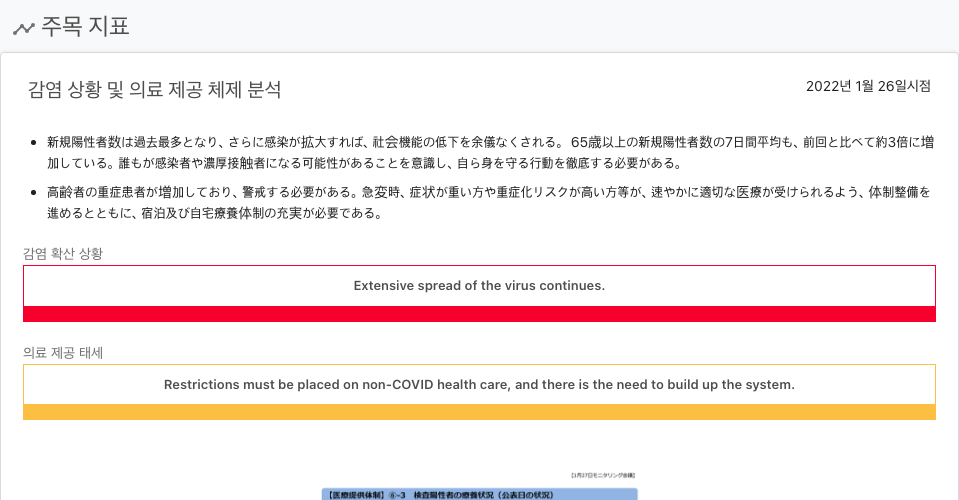 주목 지표
감염 상황 및 의료 제공 체제 분석
2022년 1월 26일시점
新規陽性者数は過去最多となり、さらに感染が拡大すれば、社会機能の低下を余儀なくされる。 65歳以上の新規陽性者数の7日間平均も、前回と比べて約3倍に増
加している。誰もが感染者や濃厚接触者になる可能性があることを意識し、自ら身を守る行動を徹底する必要がある。
高齢者の重症患者が増加しており、警戒する必要がある。急変時、症状が重い方や重症化リスクが高い方等が、速やかに適切な医療が受けられるよう、体制整備を
進めるとともに、宿泊及び自宅療養体制の充実が必要である。
감염 확산 상황
Extensive spread of the virus continues.
의료 제공 태세
Restrictions must be placed on non-COVID health care, and there is the need to build up the system.
【1月27日モニタリング会議】
【医療提供体制】⑥-3 検査陽性者の療養状況（公表日の状況）